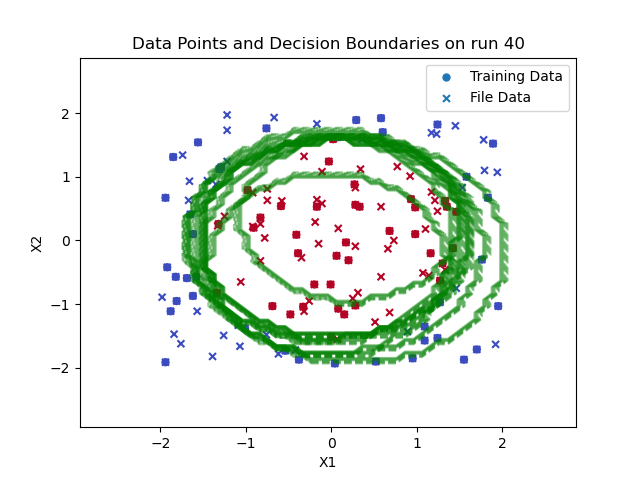 Data Points and Decision Boundaries on run 40
Training Data
File Data
2
1
0
−1
−2
X2
−2 −1 0 1 2
X1